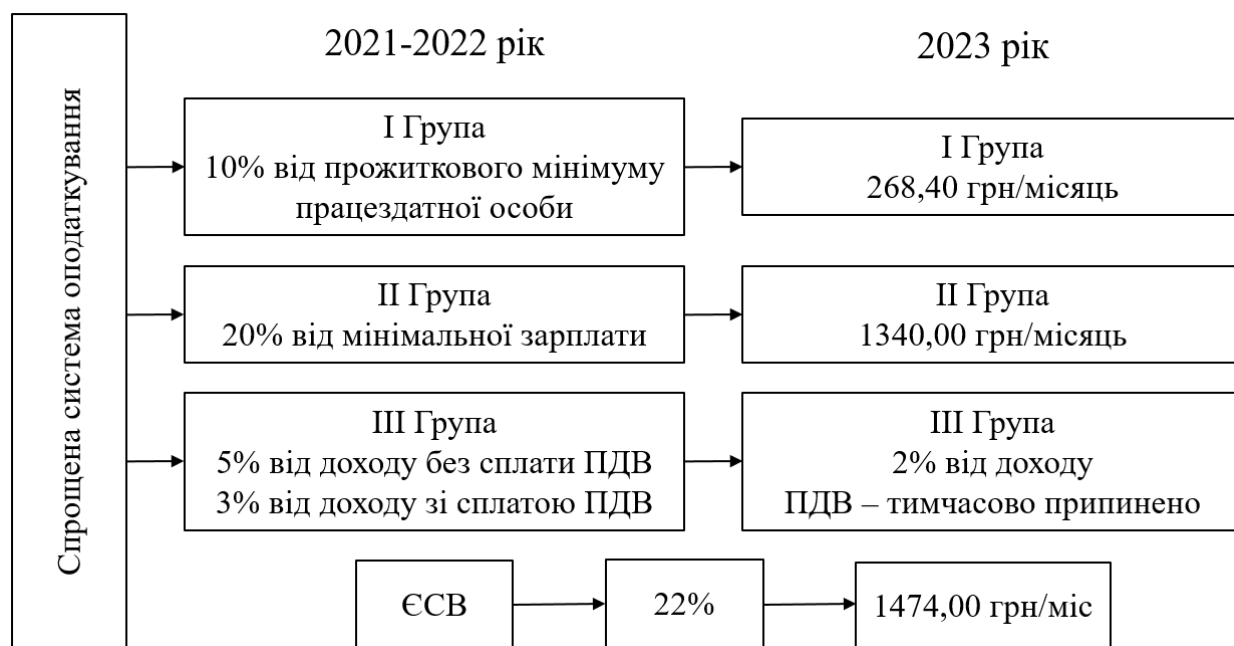 Спрощена система оподаткування
2021-2022 рік
2023 рік
І Група
10% від прожиткового мінімуму
працездатної особи
І Група
268,40 грн/місяць
ІІ Група
20% від мінімальної зарплати
ІІ Група
1340,00 грн/місяць
ІІІ Група
5% від доходу без сплати ПДВ
3% від доходу зі сплатою ПДВ
ІІІ Група
2% від доходу
ПДВ – тимчасово припинено
ЄСВ
22%
1474,00 грн/міс